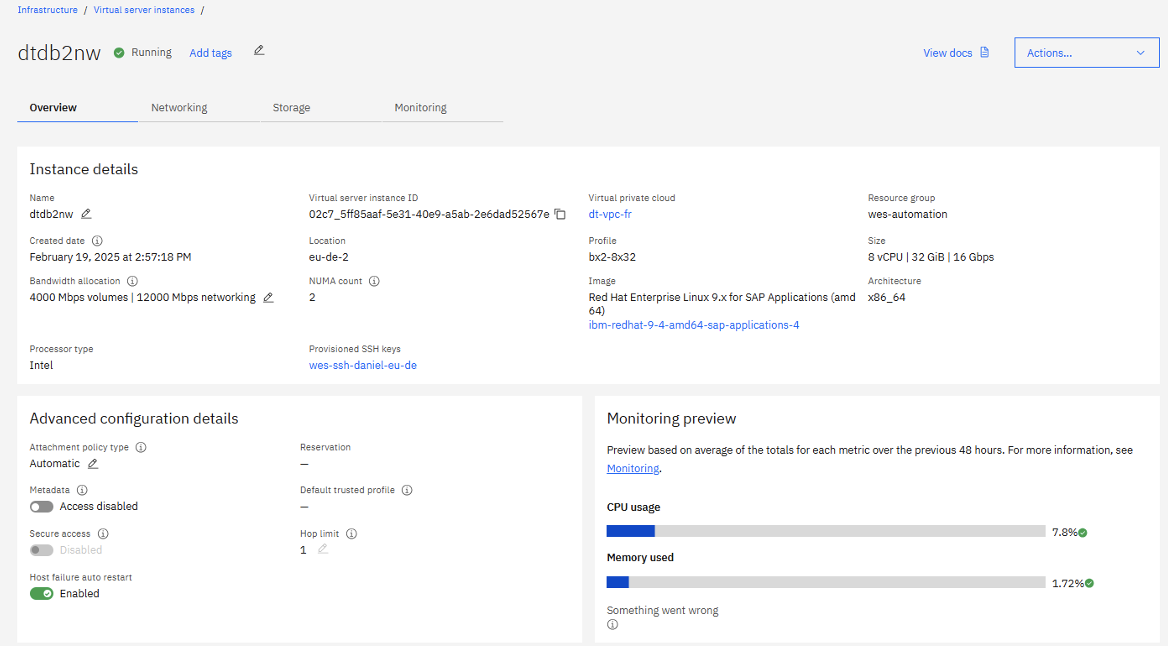 Infrastructure / Virtual server instances /
dtdb2nw Running Add tags View docs Actions...
Overview Networking Storage Monitoring
Instance details
Name Virtual server instance ID Virtual private cloud Resource group
dtdb2nw 02c7_5ff85aaf-5e31-40e9-a5ab-2e6dad52567e dt-vpc-fr wes-automation
Created date Location Profile Size
February 19, 2025 at 2:57:18 PM eu-de-2 bx2-8x32 8 vCPU | 32 GiB | 16 Gbps
Bandwidth allocation NUMA count Image Architecture
4000 Mbps volumes | 12000 Mbps networking 2 Red Hat Enterprise Linux 9.x for SAP Applications (amd x86_64
64)
ibm-redhat-9-4-amd64-sap-applications-4
Processor type Provisioned SSH keys
Intel wes-ssh-daniel-eu-de
Advanced configuration details
Attachment policy type Reservation
Automatic –
Metadata Default trusted profile
Access disabled –
Secure access Hop limit
Disabled 1
Host failure auto restart
Enabled
Monitoring preview
Preview based on average of the totals for each metric over the previous 48 hours. For more information, see
Monitoring.
CPU usage
7.8%
Memory used
1.72%
Something went wrong